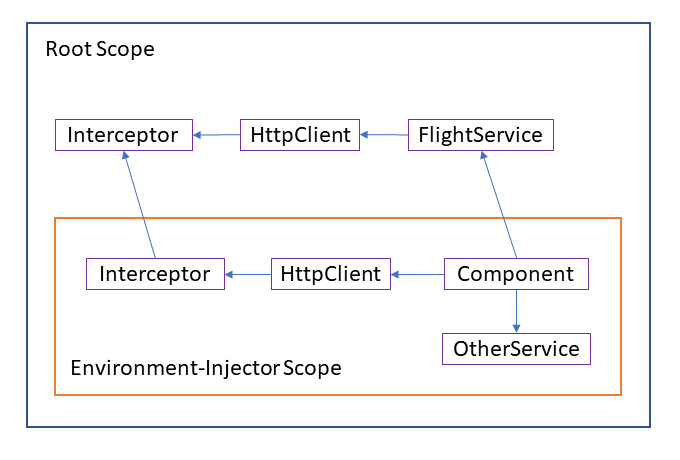 Root Scope
Interceptor
HttpClient
FlightService
Interceptor
HttpClient
Component
OtherService
Environment-Injector Scope